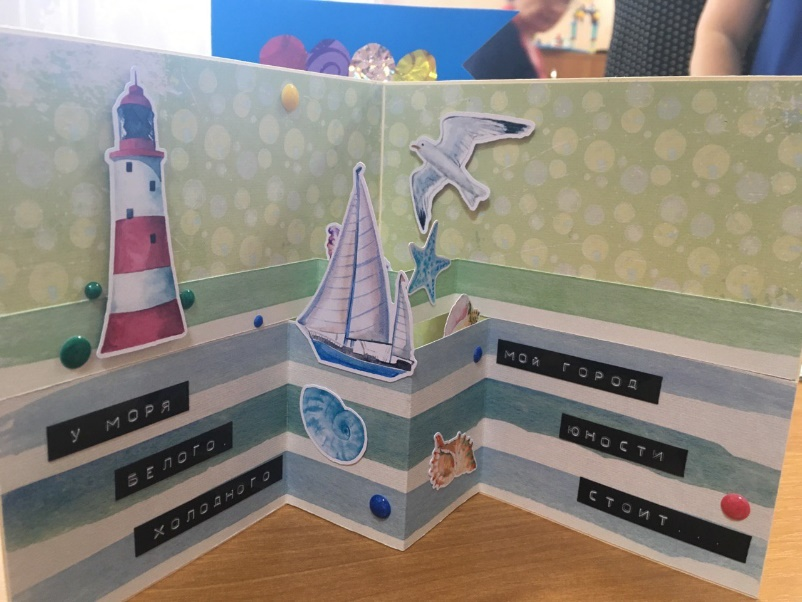 У МОРЯ
БЕЛОГО.
ХОЛОДНОГО
МОЙ ГОРОД
ЮНОСТИ
СТОИТ....